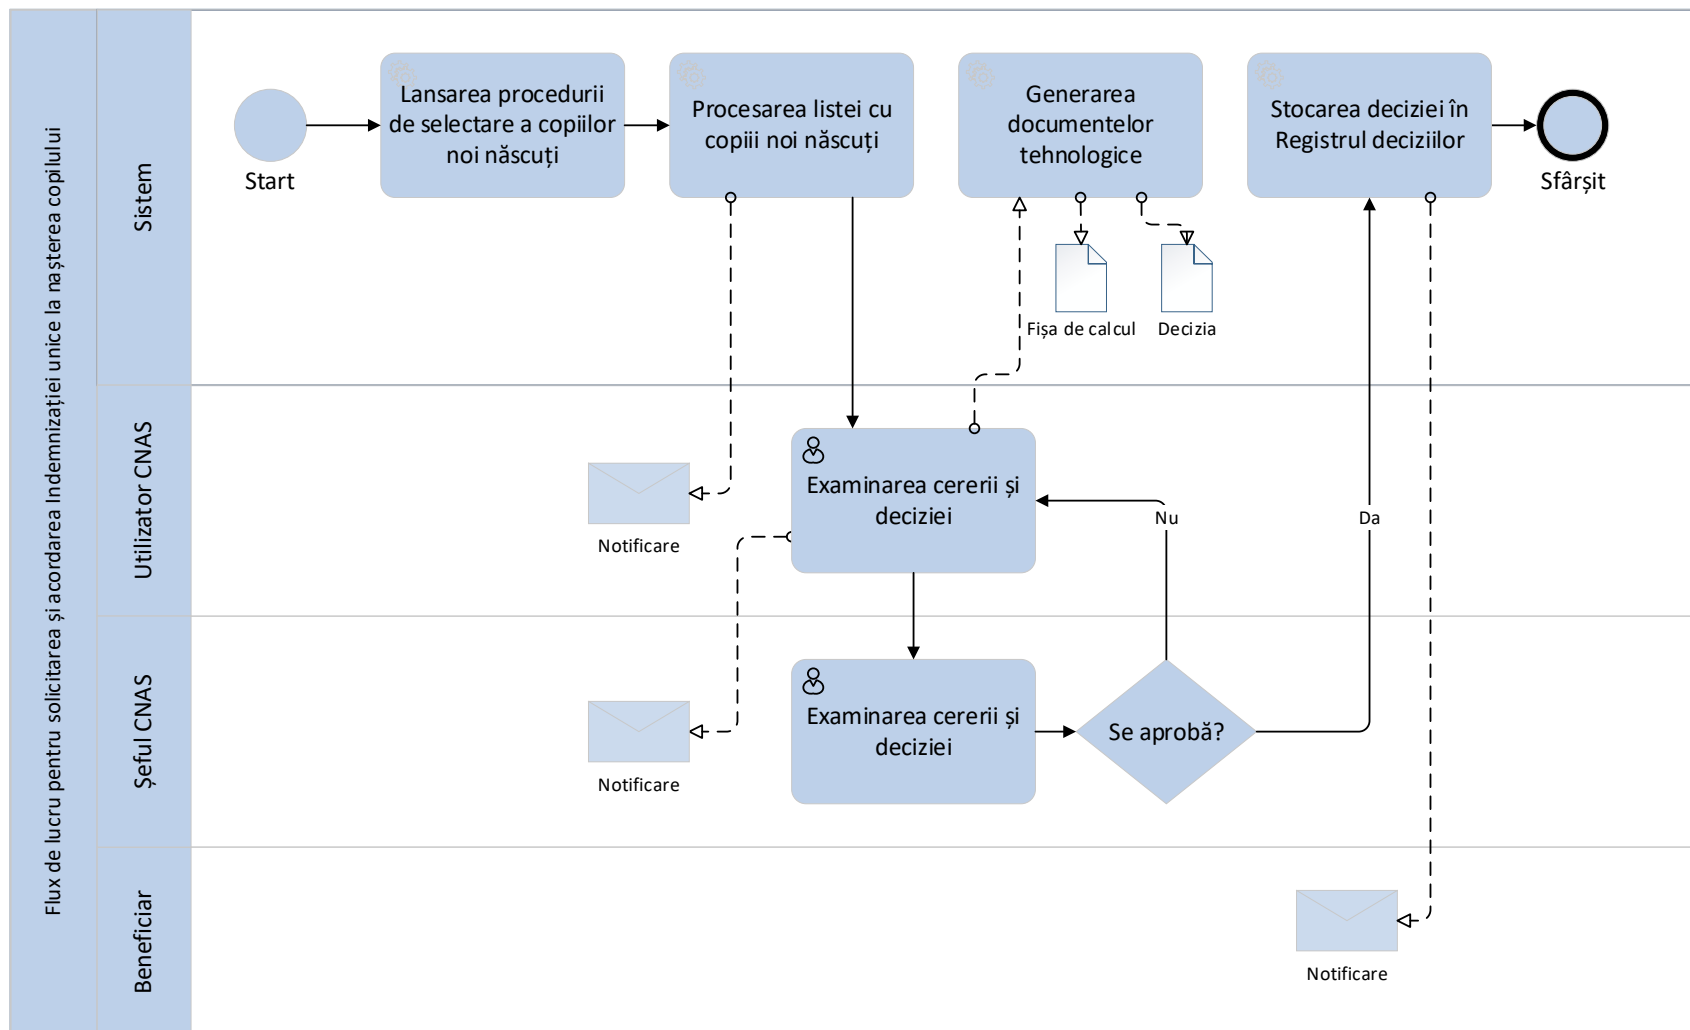 Flux de lucru pentru solicitarea și acordarea Indemnizației unice la nașterea copilului
Sistem
Start
Lansarea procedurii
de selectare a copiilor
noi născuți
Procesarea listei cu
copiii noi născuți
Generarea
documentelor
tehnologice
Stocarea deciziei în
Registrul deciziilor
Sfârșit
Fișa de calcul
Decizia
Utilizator CNAS
Notificare
Examinarea cererii și
deciziei
Nu
Da
Șeful CNAS
Notificare
Examinarea cererii și
deciziei
Se aprobă?
Beneficiar
Notificare